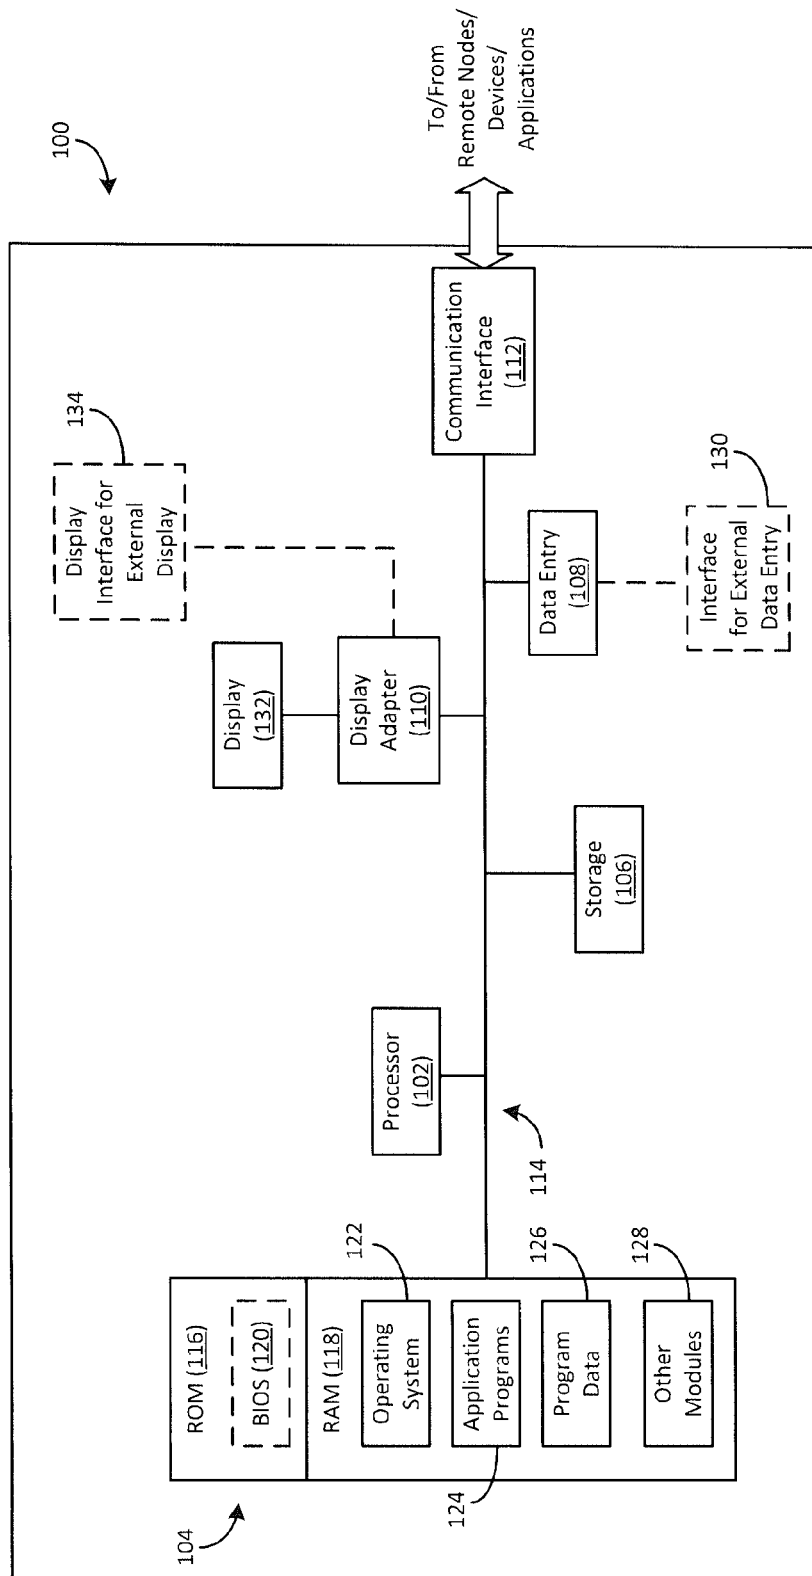 100
To/From
Remote Nodes/
Devices/
Applications
134
Display
Interface for
External
Display
Display
(132)
Display
Adapter
(110)
Communication
Interface
(112)
Data Entry
(108)
130
Interface
for External
Data Entry
Storage
(106)
Processor
(102)
114
104
ROM (116)
BIOS (120)
RAM (118)
122
Operating
System
124
Application
Programs
126
Program
Data
128
Other
Modules